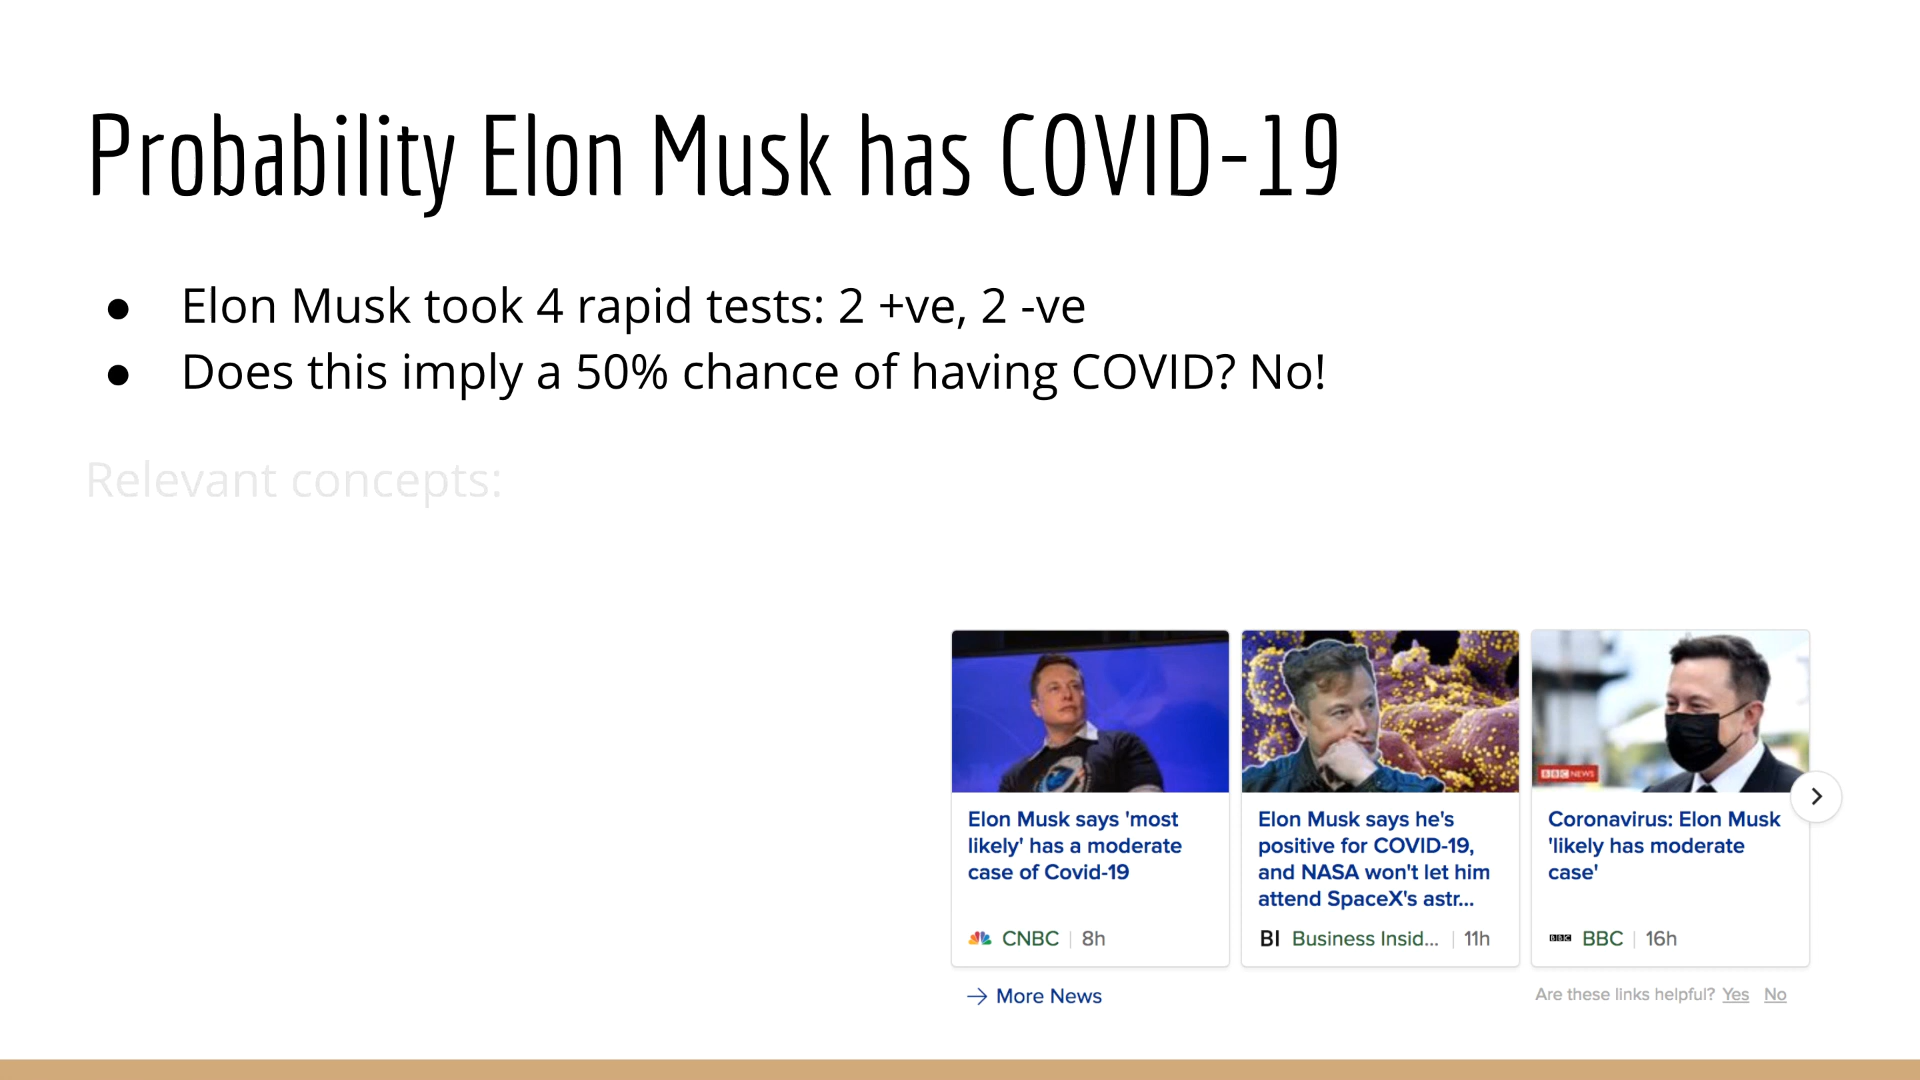 Probability Elon Musk has COVID-19
● Elon Musk took 4 rapid tests: 2 +ve, 2 -ve
● Does this imply a 50% chance of having COVID? No!
Relevant concepts:
BBC NEWS
Elon Musk says 'most
likely' has a moderate
case of Covid-19
CNBC | 8h
Elon Musk says he's
positive for COVID-19,
and NASA won't let him
attend SpaceX's astr...
BI Business Insid... | 11h
Coronavirus: Elon Musk
'likely has moderate
case'
BBC BBC | 16h
→ More News
Are these links helpful? Yes No